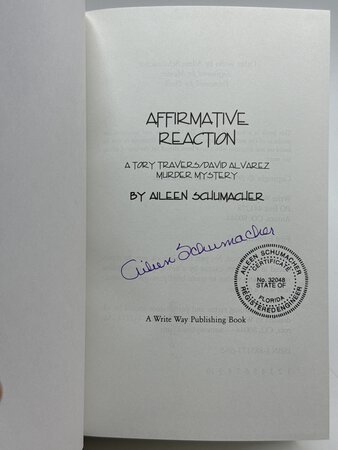 AFFIRMATIVE
REACTION
A TORY TRAVERS/DAVID ALVAREZ
MURDER MYSTERY
BY AILEEN SCHUMACHER
Aileen Schumacher
AILEEN SCHUMACHER
CERTIFICATE
No. 32048
STATE OF
FLORIDA
REGISTERED ENGINEER
A Write Way Publishing Book